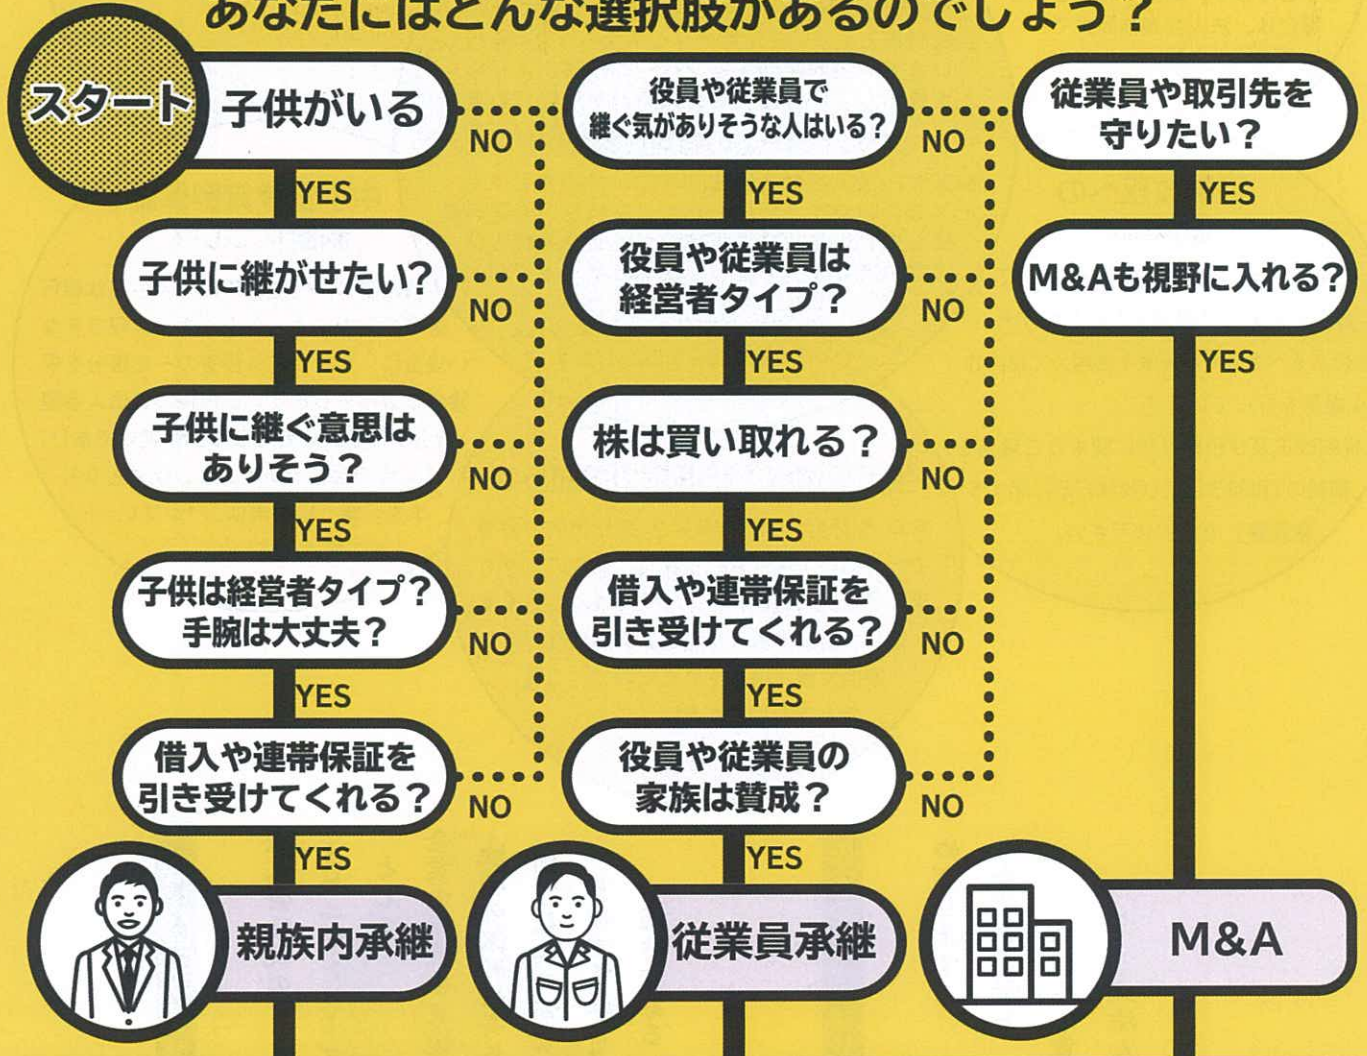 あなたにはどんな選択肢があるのでしょう？
スタート
子供がいる
NO
YES
子供に継がせたい？
NO
YES
子供に継ぐ意思は
ありそう？
NO
YES
子供は経営者タイプ？
手腕は大丈夫？
NO
YES
借入や連帯保証を
引き受けてくれる？
NO
YES
親族内承継
役員や従業員で
継ぐ気がありそうな人はいる？
NO
YES
役員や従業員は
経営者タイプ？
NO
YES
株は買い取れる？
NO
YES
借入や連帯保証を
引き受けてくれる？
NO
YES
役員や従業員の
家族は賛成？
NO
YES
従業員承継
従業員や取引先を
守りたい？
YES
M&Aも視野に入れる？
YES
M&A